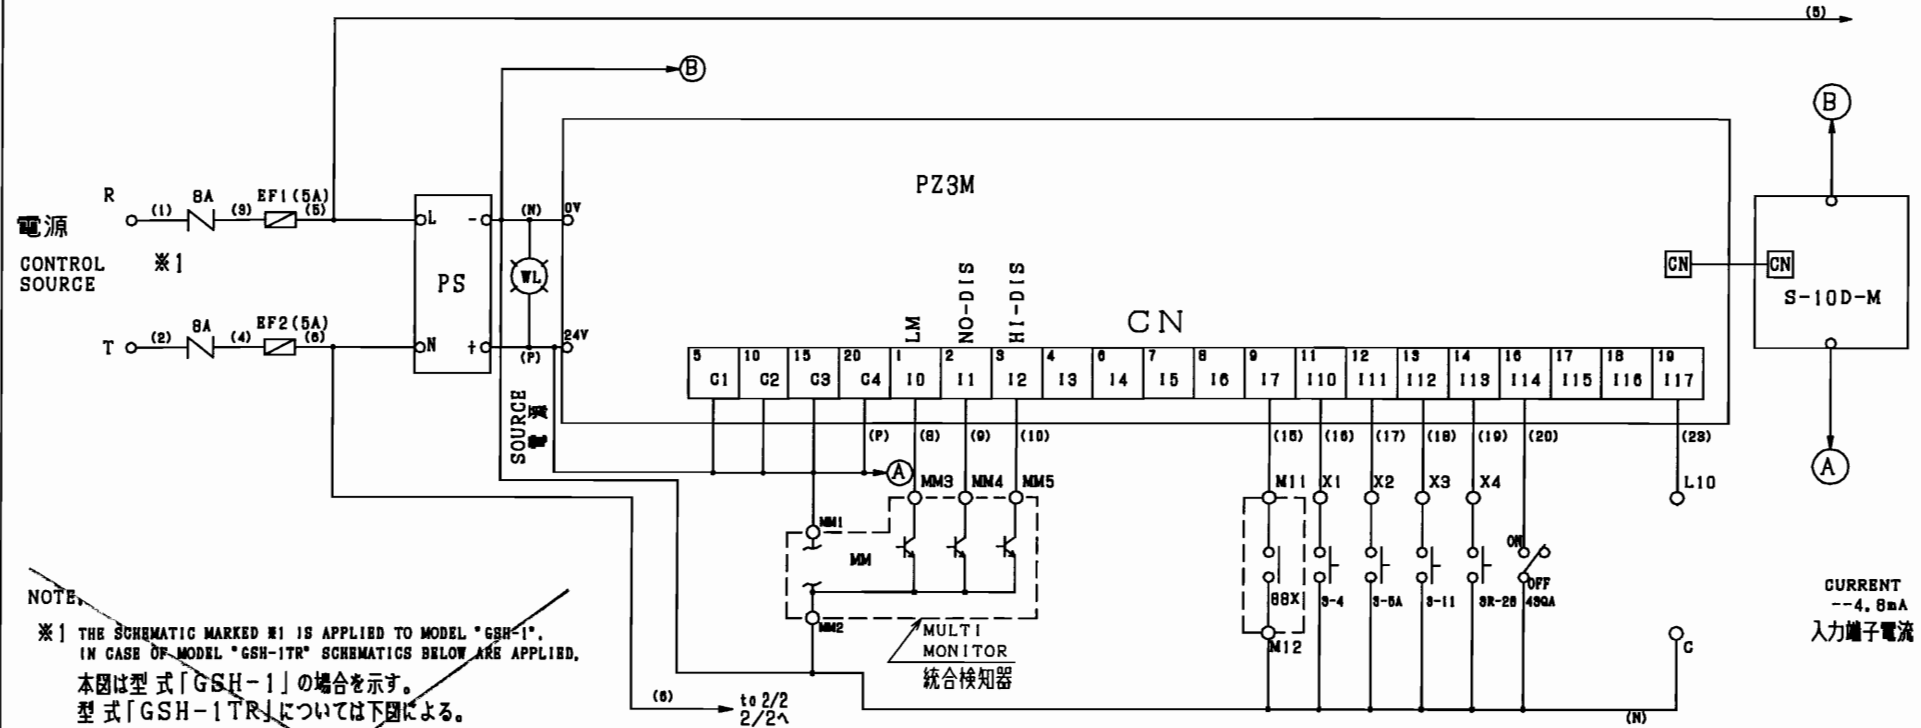 (5)
B
B
PZ3M
R (1) 8A (3) EF1(5A) (5) L - (N) 0V
電源
CONTROL
SOURCE
※1
PS
WL
CN
CN
S-10D-M
T (2) 8A (4) EF2(5A) (6) N + (P) 24V
LM
NO-DIS
HI-DIS
CN
5 10 15 20 1 2 3 4 6 7 8 9 11 12 13 14 16 17 18 19
C1 C2 C3 C4 I0 I1 I2 I3 I4 I5 I6 I7 I10 I11 I12 I13 I14 I15 I16 I17
SOURCE
電源
(P) (8) (9) (10) (15) (16) (17) (18) (19) (20) (23)
A
A
MM3 MM4 MM5 M11 X1 X2 X3 X4 L10
MM1
MM
ON
OFF
88X 3-4 3-5A 3-11 3R-28 43QA
MM2
M12
C
MULTI
MONITOR
統合検知器
CURRENT
--4.8mA
入力端子電流
NOTE.
※1 THE SCHEMATIC MARKED ※1 IS APPLIED TO MODEL "GSH-1".
IN CASE OF MODEL "GSH-1TR" SCHEMATICS BELOW ARE APPLIED.
本図は型式「GSH-1」の場合を示す。
型式「GSH-1TR」については下図による。
(6)
to 2/2
2/2へ
(N)